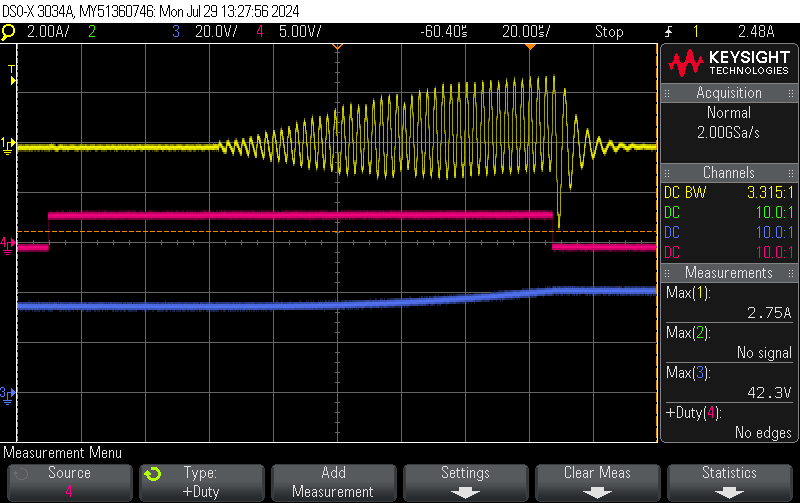 DSO-X 3034A, MY51360746: Mon Jul 29 13:27:56 2024
1 2.00A/ 2 3 20.0V/ 4 5.00V/ -60.40s 20.00s/ Stop 1 2.48A
T
1
4
3
KEYSIGHT
TECHNOLOGIES
Acquisition
Normal
2.00GSa/s
Channels
DC BW 3.315:1
DC 10.0:1
DC 10.0:1
DC 10.0:1
Measurements
Max(1):
2.75A
Max(2):
No signal
Max(3):
42.3V
+Duty(4):
No edges
Measurement Menu
Source
4
Type:
+Duty
Add
Measurement
Settings
Clear Meas
Statistics